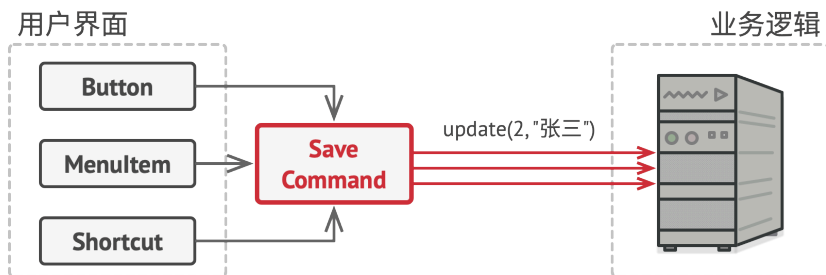 用户界面
业务逻辑
Button
MenuItem
Shortcut
Save
Command
update(2, "张三")